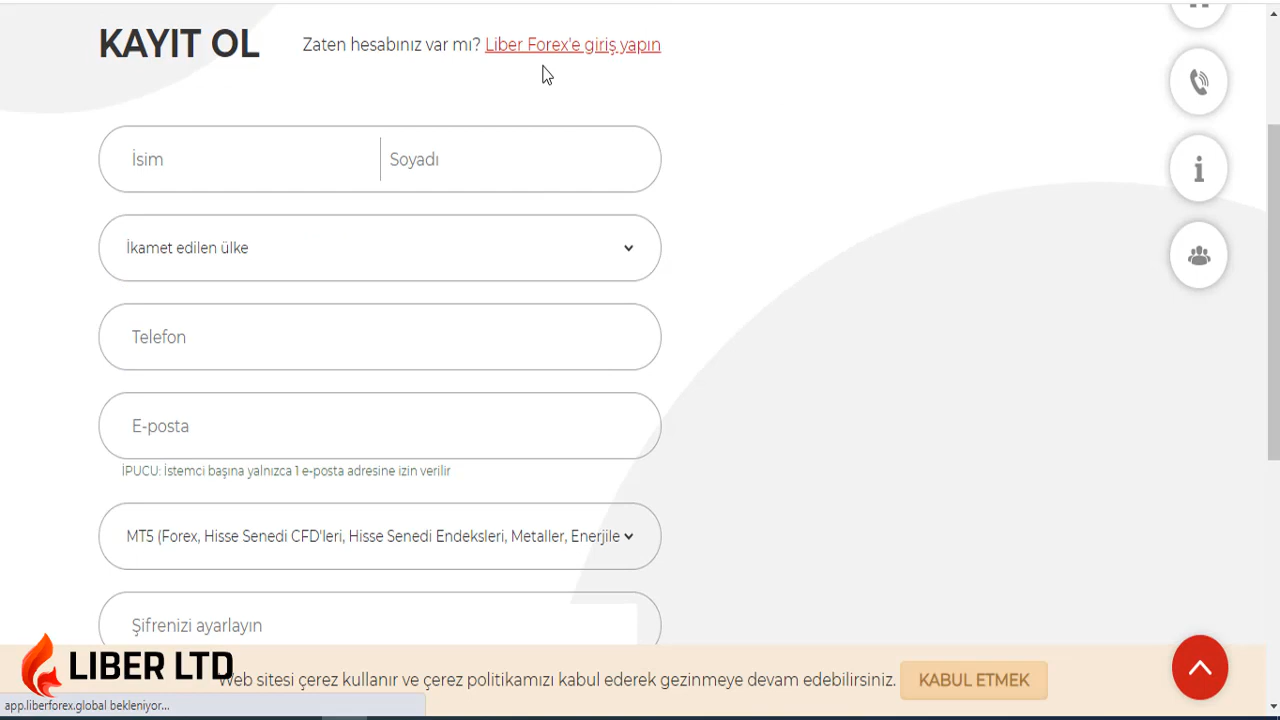 KAYIT OL
Zaten hesabınız var mı? Liber Forex'e giriş yapın
İsim
Soyadı
İkamet edilen ülke
Telefon
E-posta
İPUCU: İstemci başına yalnızca 1 e-posta adresine izin verilir
MT5 (Forex, Hisse Senedi CFD'leri, Hisse Senedi Endeksleri, Metaller, Enerjile
Şifrenizi ayarlayın
LIBER LTD
Web sitesi çerez kullanır ve çerez politikamızı kabul ederek gezinmeye devam edebilirsiniz.
KABUL ETMEK
app.liberforex.global bekleniyor...